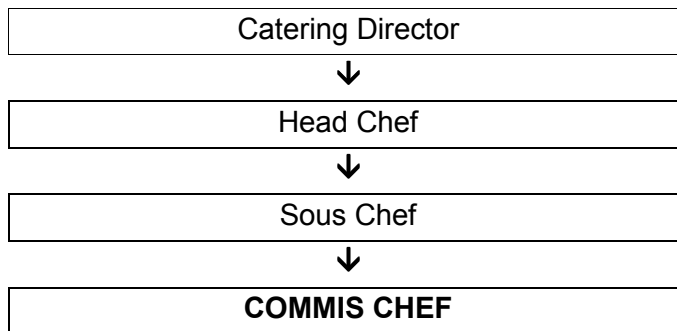 Catering Director
Head Chef
Sous Chef
COMMIS CHEF